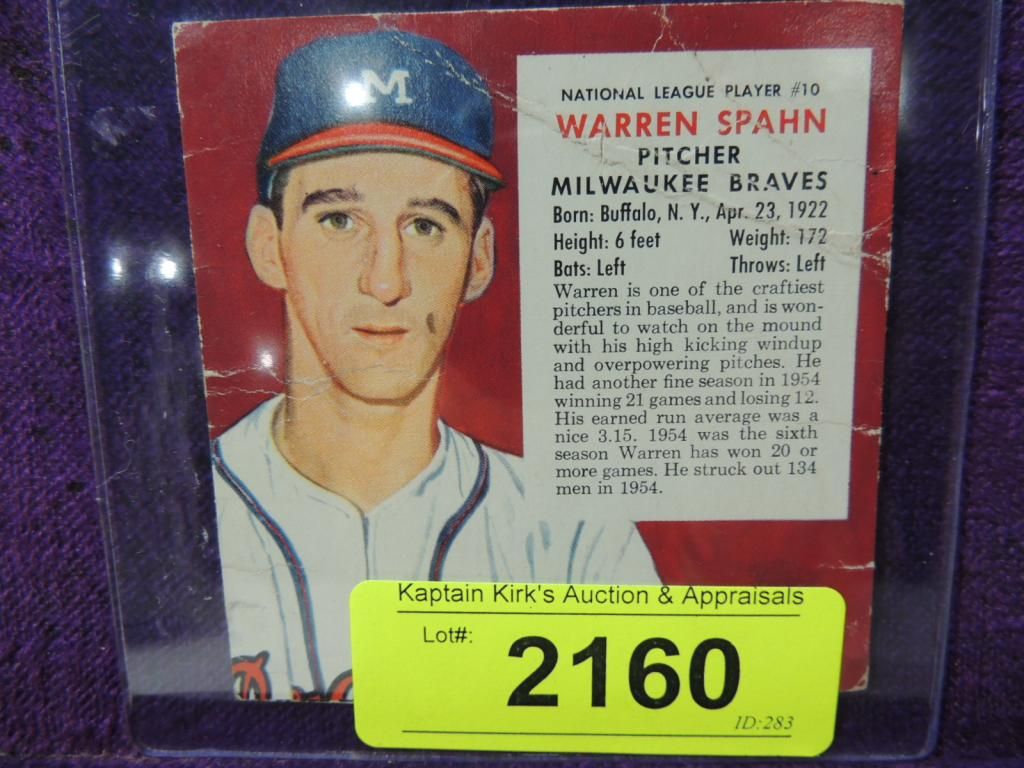 M
NATIONAL LEAGUE PLAYER #10
WARREN SPAHN
PITCHER
MILWAUKEE BRAVES
Born: Buffalo, N. Y., Apr. 23, 1922
Height: 6 feet Weight: 172
Bats: Left Throws: Left
Warren is one of the craftiest
pitchers in baseball, and is won-
derful to watch on the mound
with his high kicking windup
and overpowering pitches. He
had another fine season in 1954
winning 21 games and losing 12.
His earned run average was a
nice 3.15. 1954 was the sixth
season Warren has won 20 or
more games. He struck out 134
men in 1954.
Kaptain Kirk's Auction & Appraisals
Lot#: 2160
ID:283